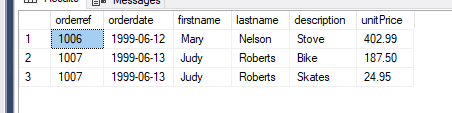 Results Messages
orderref orderdate firstname lastname description unitPrice
1 1006 1999-06-12 Mary Nelson Stove 402.99
2 1007 1999-06-13 Judy Roberts Bike 187.50
3 1007 1999-06-13 Judy Roberts Skates 24.95